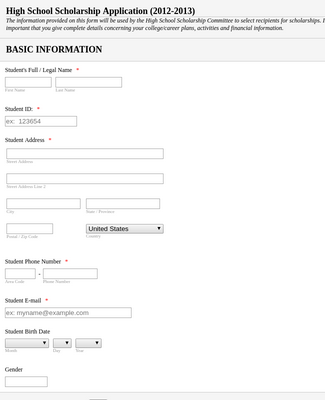 High School Scholarship Application (2012-2013)
The information provided on this form will be used by the High School Scholarship Committee to select recipients for scholarships. I
important that you give complete details concerning your college/career plans, activities and financial information.
BASIC INFORMATION
Student's Full / Legal Name *
First Name Last Name
Student ID: *
ex: 123654
Student Address *
Street Address
Street Address Line 2
City State / Province
United States
Postal / Zip Code Country
Student Phone Number *
-
Area Code Phone Number
Student E-mail *
ex: myname@example.com
Student Birth Date
Month Day Year
Gender